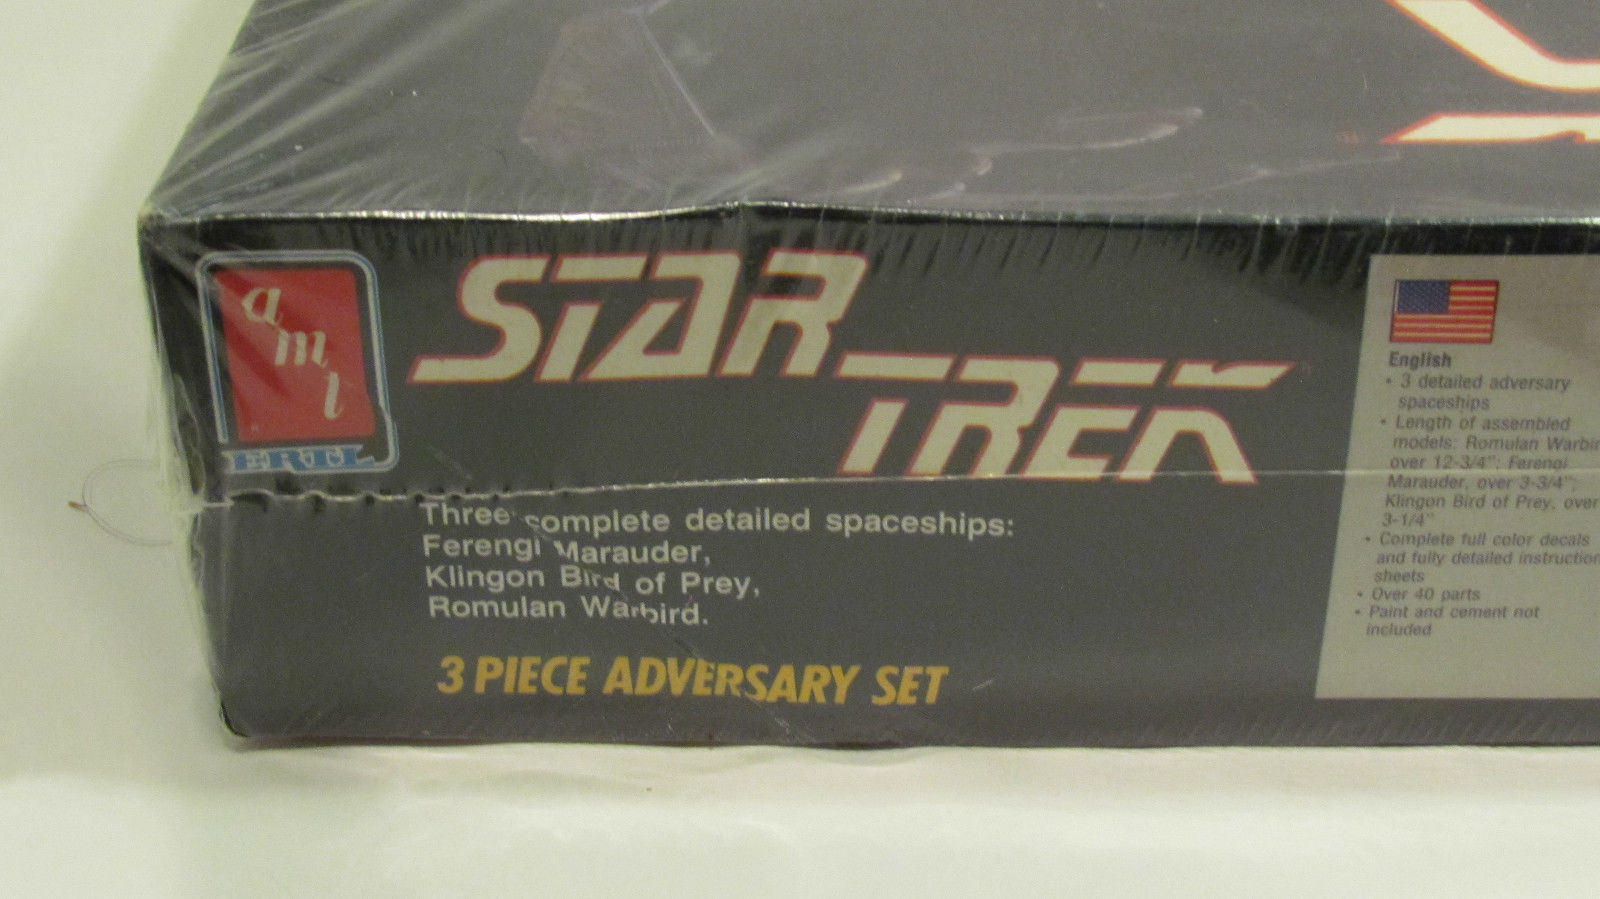 amt
ERTL
STAR
TREK
Three complete detailed spaceships:
Ferengi Marauder,
Klingon Bird of Prey,
Romulan Warbird.
3 PIECE ADVERSARY SET
English
• 3 detailed adversary
spaceships
• Length of assembled
models: Romulan
over 12-3/4"; Ferengi
Marauder, over 3-3/4";
Klingon Bird of Prey, over
3-1/4"
• Complete full color decals
and fully detailed
sheets
• Over 40 parts
• Paint and cement not
included